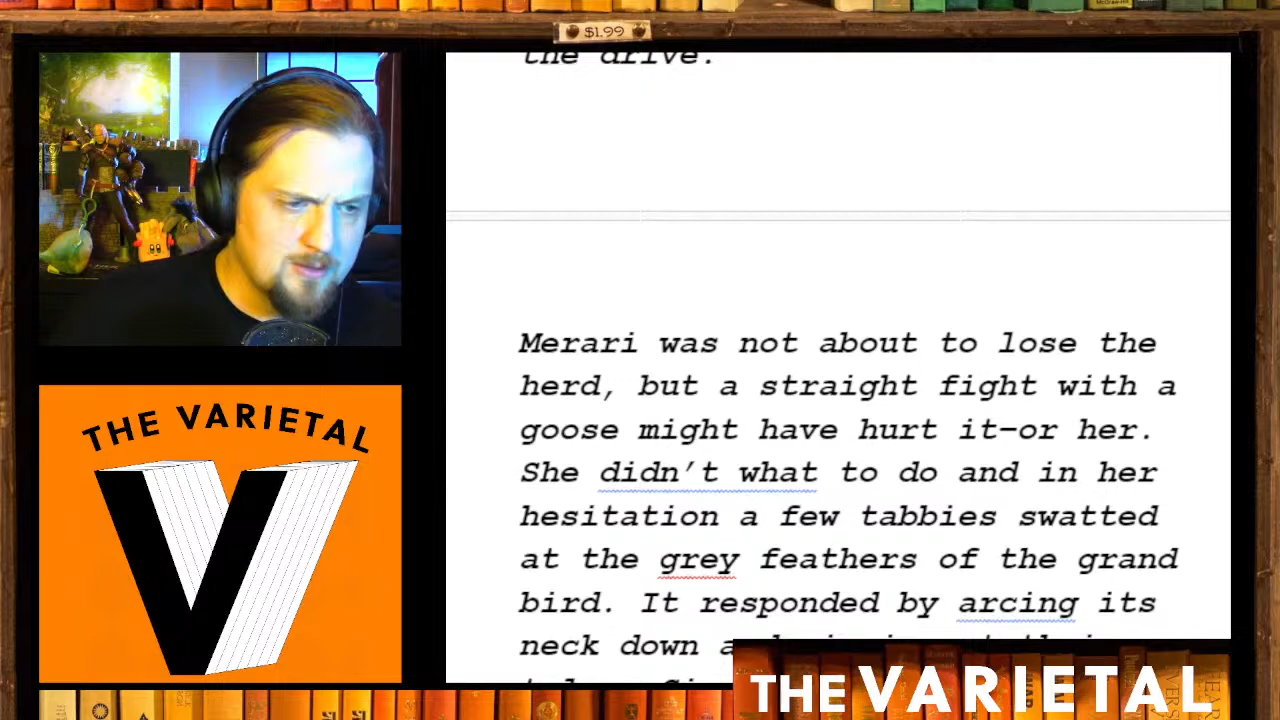 $1.99
the drive.
THE VARIETAL
Merari was not about to lose the
herd, but a straight fight with a
goose might have hurt it–or her.
She didn’t what to do and in her
hesitation a few tabbies swatted
at the grey feathers of the grand
bird. It responded by arcing its
neck down
THE VARIETAL